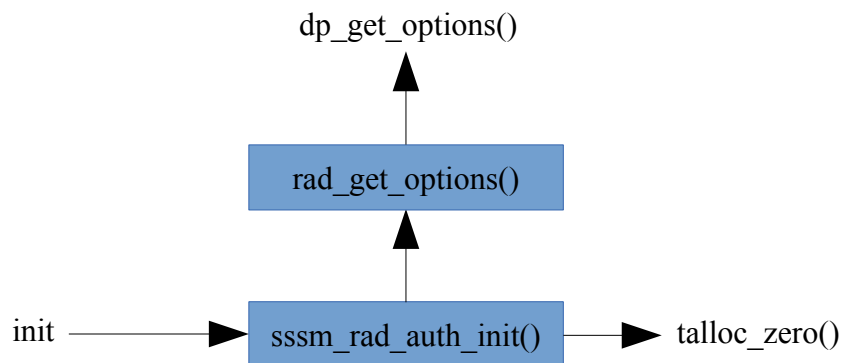 dp_get_options()
rad_get_options()
init
sssm_rad_auth_init()
talloc_zero()